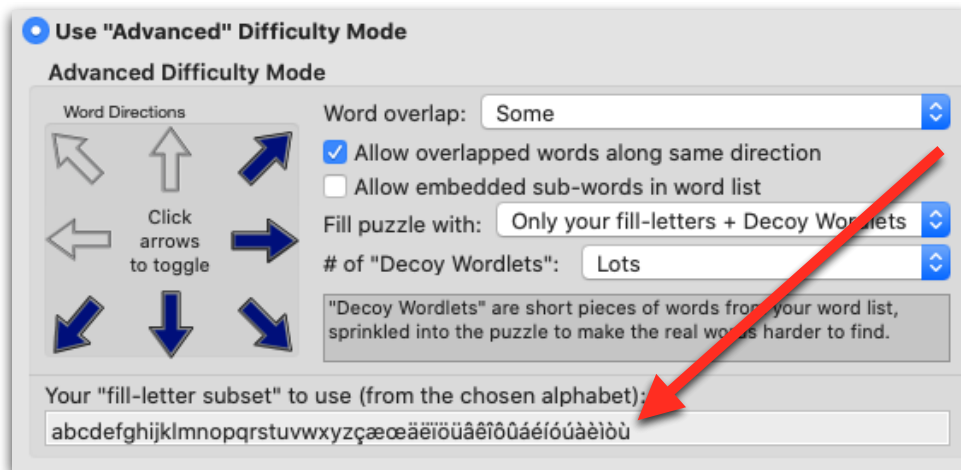 Use "Advanced" Difficulty Mode
Advanced Difficulty Mode
Word Directions
Click
arrows
to toggle
Word overlap: Some
Allow overlapped words along same direction
Allow embedded sub-words in word list
Fill puzzle with: Only your fill-letters + Decoy Wordlets
# of "Decoy Wordlets": Lots
"Decoy Wordlets" are short pieces of words from your word list,
sprinkled into the puzzle to make the real words harder to find.
Your "fill-letter subset" to use (from the chosen alphabet):
abcdefghijklmnopqrstuvwxyzçæœäëïöüâêîôûáéíóúàèìòù